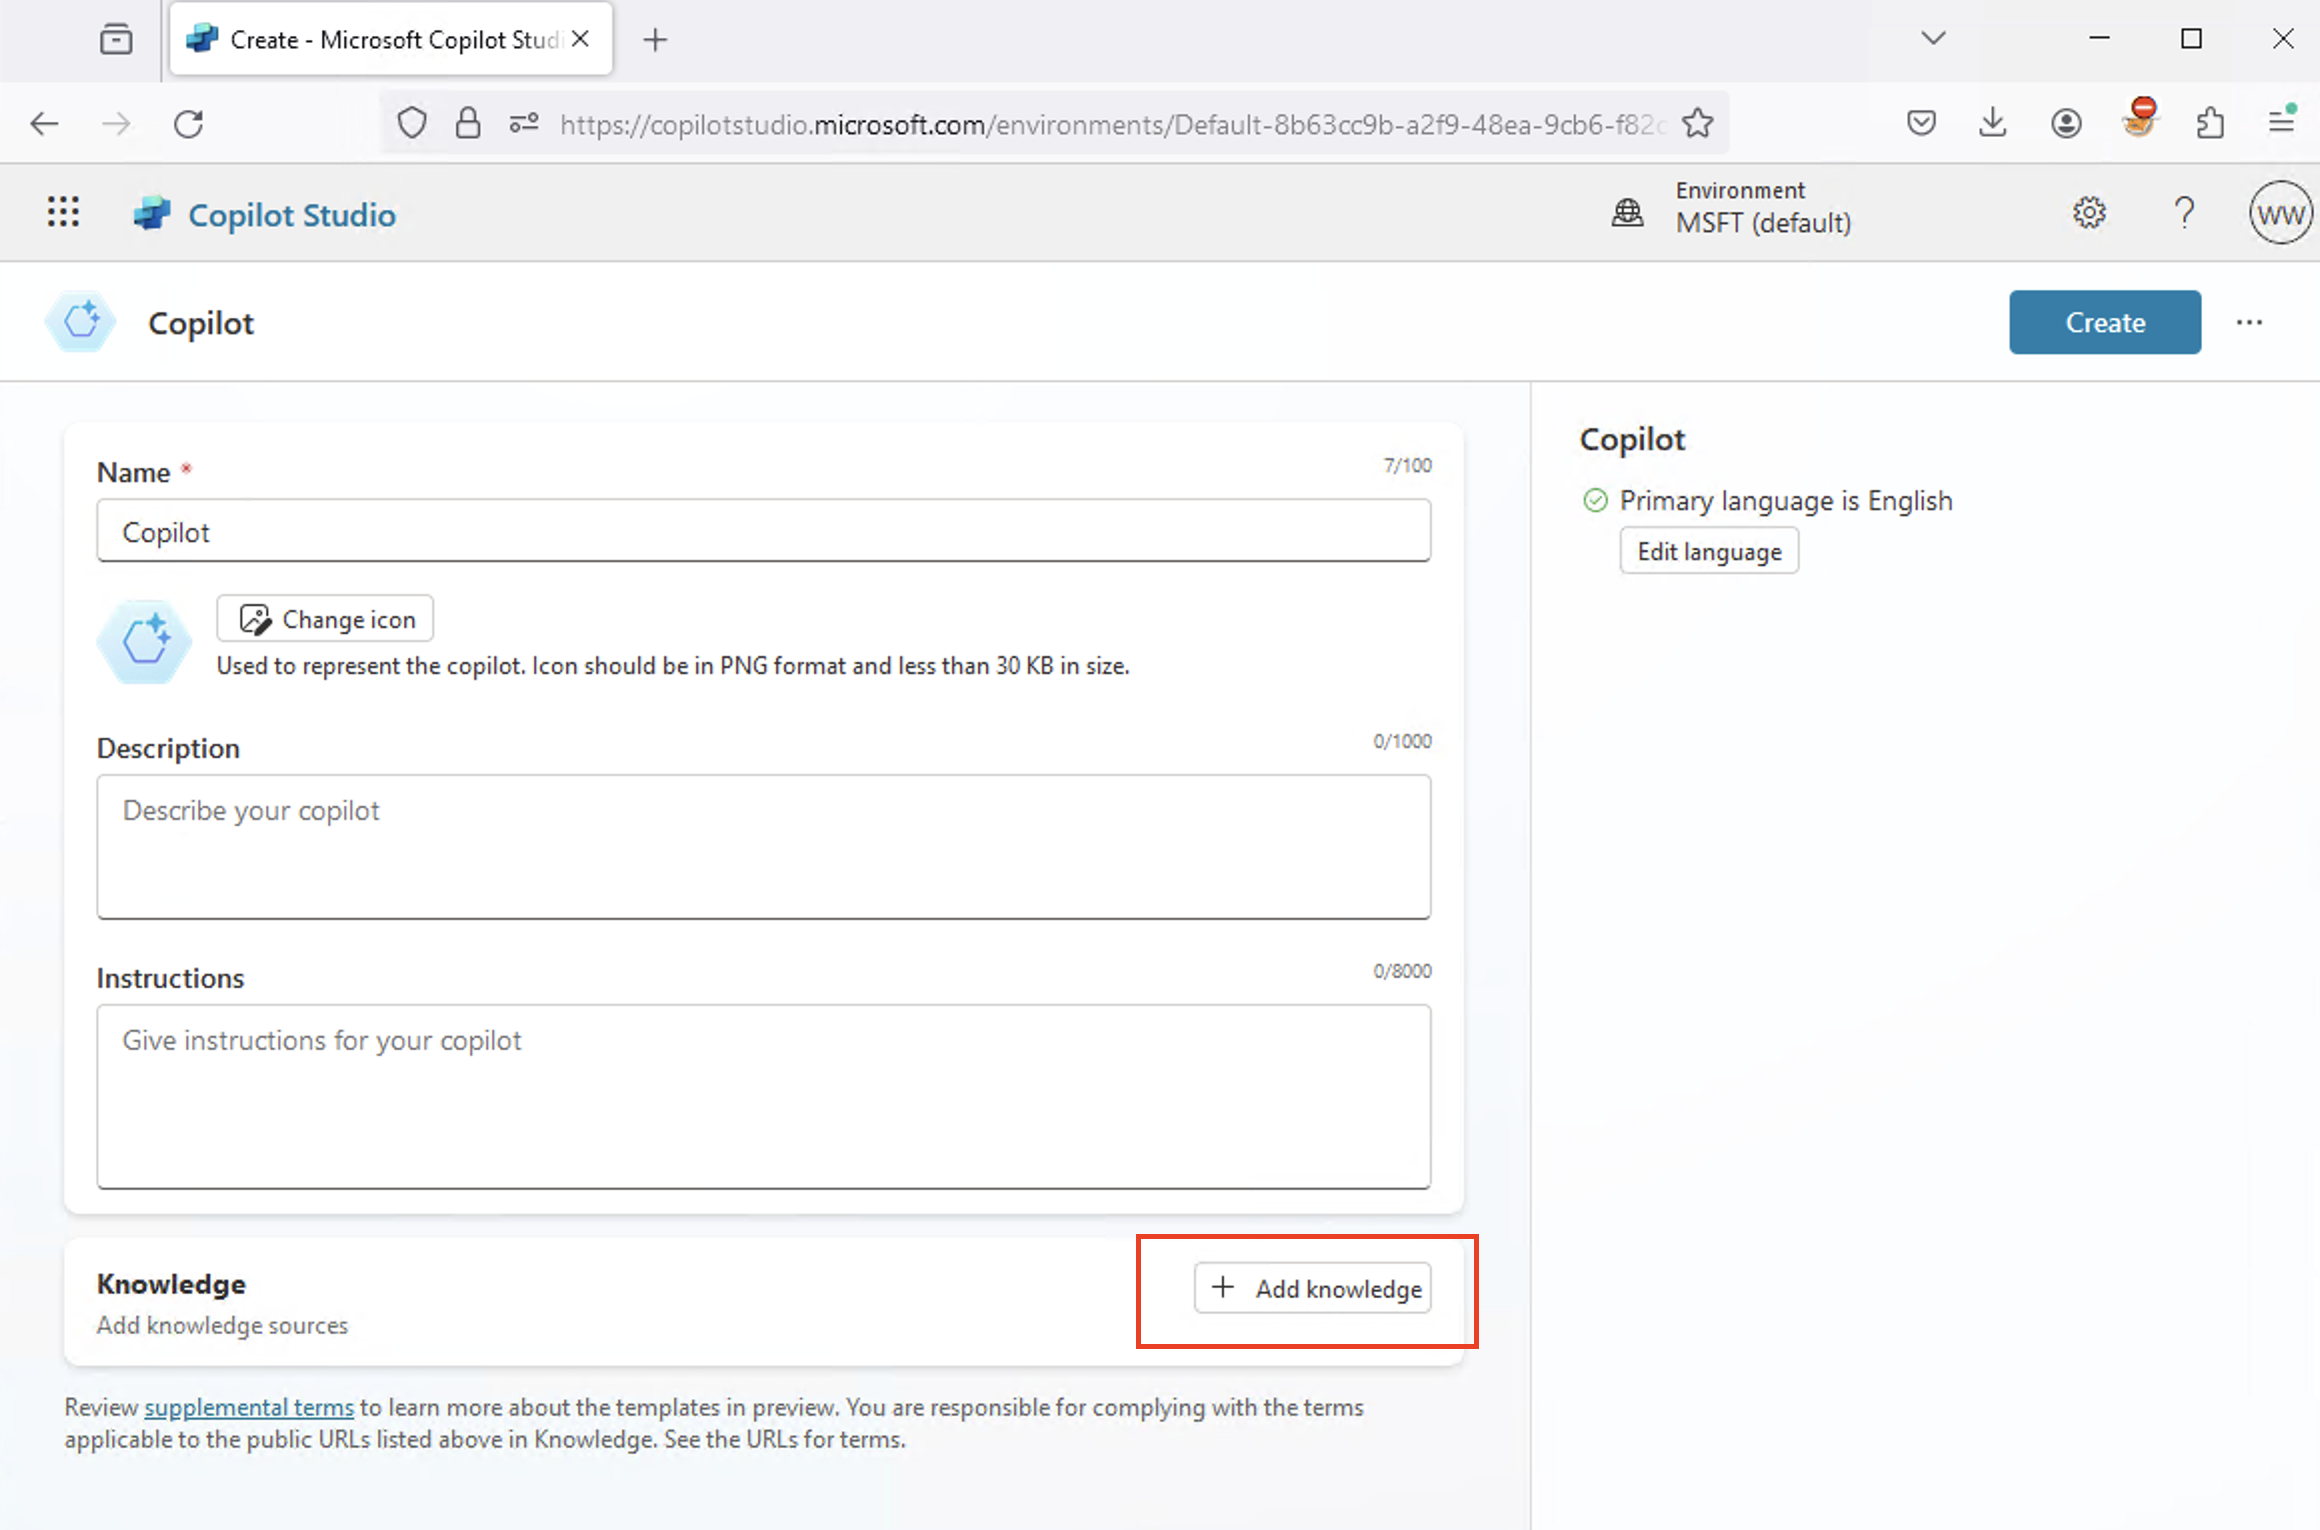 Create - Microsoft Copilot Studi
https://copilotstudio.microsoft.com/environments/Default-8b63cc9b-a2f9-48ea-9cb6-f82c
Copilot Studio
Environment
MSFT (default)
?
WW
Copilot
Create
Name *
7/100
Copilot
Change icon
Used to represent the copilot. Icon should be in PNG format and less than 30 KB in size.
Description
0/1000
Describe your copilot
Instructions
0/8000
Give instructions for your copilot
Knowledge
Add knowledge sources
+ Add knowledge
Review supplemental terms to learn more about the templates in preview. You are responsible for complying with the terms
applicable to the public URLs listed above in Knowledge. See the URLs for terms.
Copilot
Primary language is English
Edit language